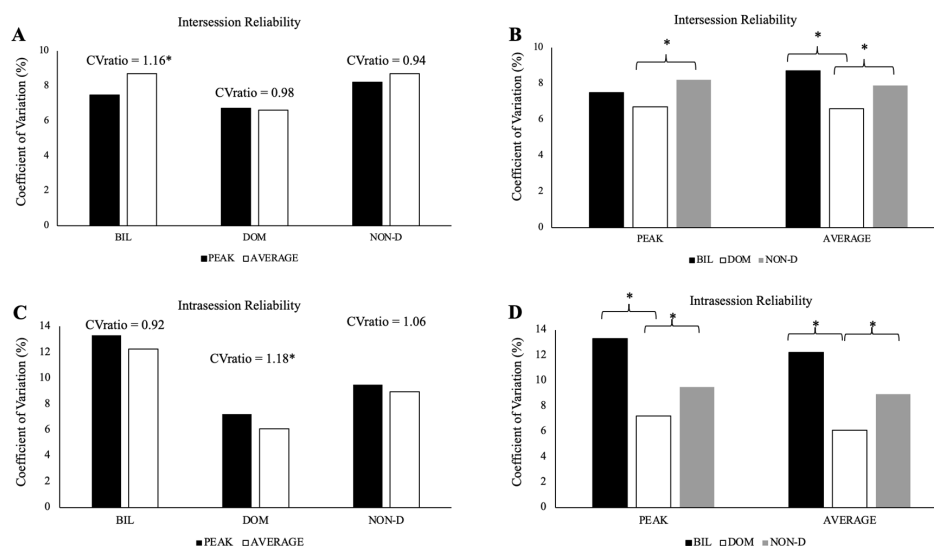 A
Intersession Reliability
Coefficient of Variation (%)
10
8
6
4
2
0
CVratio = 1.16*
CVratio = 0.98
CVratio = 0.94
BIL DOM NON-D
PEAK AVERAGE
B
Intersession Reliability
Coefficient of Variation (%)
10
8
6
4
2
0
*
*
*
PEAK AVERAGE
BIL DOM NON-D
C
Intrasession Reliability
Coefficient of Variation (%)
14
12
10
8
6
4
2
0
CVratio = 0.92
CVratio = 1.18*
CVratio = 1.06
BIL DOM NON-D
PEAK AVERAGE
D
Intrasession Reliability
Coefficient of Variation (%)
14
12
10
8
6
4
2
0
*
*
*
*
PEAK AVERAGE
BIL DOM NON-D